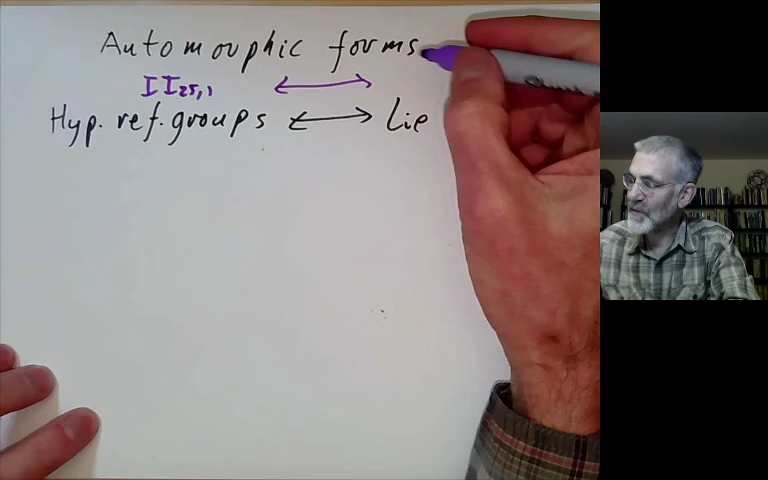 Automorphic forms
II25,1 ⟷
Hyp. ref. groups ⟷ Lie